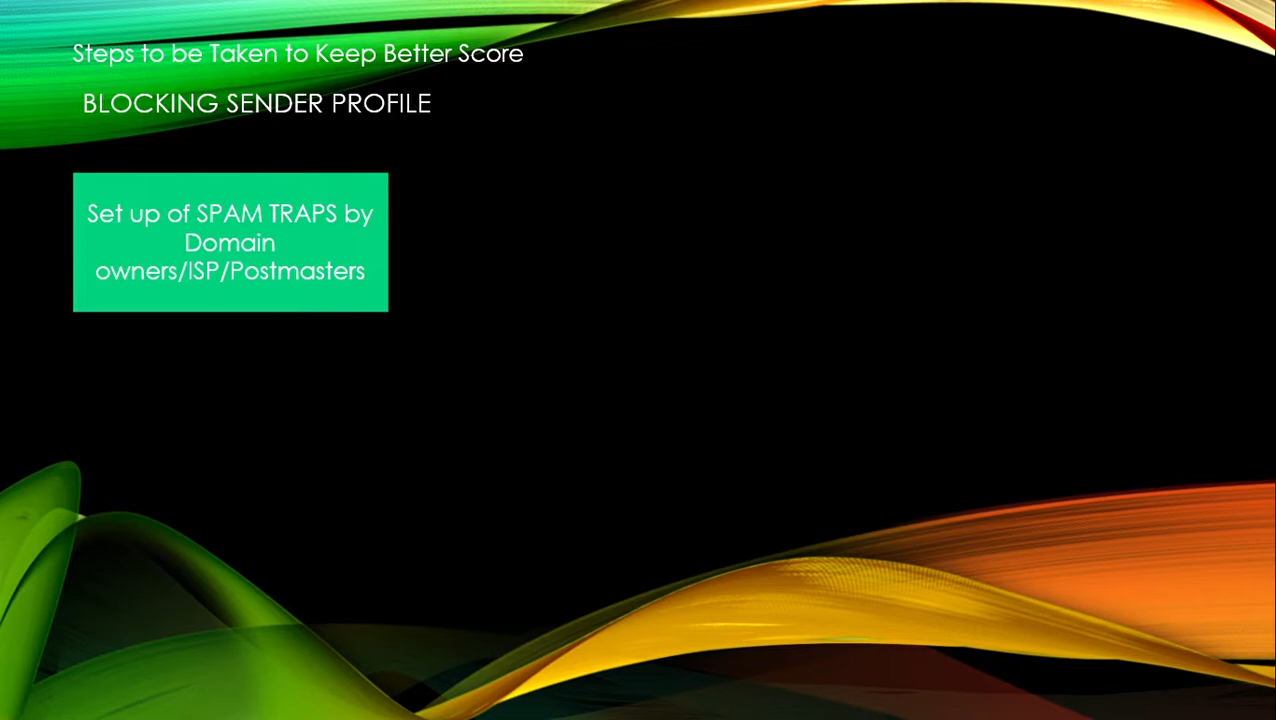 Steps to be Taken to Keep Better Score
BLOCKING SENDER PROFILE
Set up of SPAM TRAPS by
Domain
owners/ISP/Postmasters